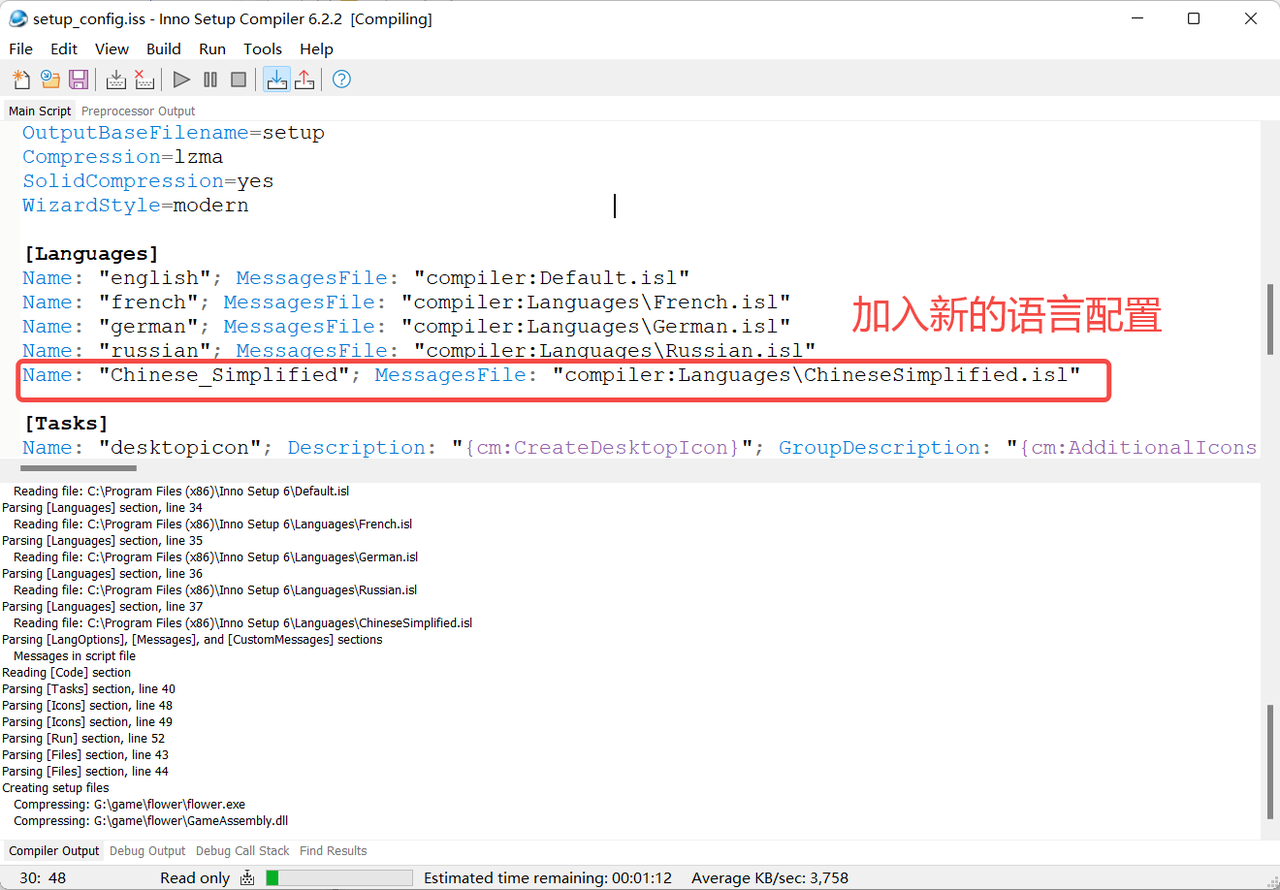 setup_config.iss - Inno Setup Compiler 6.2.2  [Compiling]
File Edit View Build Run Tools Help
Main Script Preprocessor Output
OutputBaseFilename=setup
Compression=lzma
SolidCompression=yes
WizardStyle=modern
[Languages]
Name: "english"; MessagesFile: "compiler:Default.isl"
Name: "french"; MessagesFile: "compiler:Languages\French.isl"
Name: "german"; MessagesFile: "compiler:Languages\German.isl"
加入新的语言配置
Name: "russian"; MessagesFile: "compiler:Languages\Russian.isl"
Name: "Chinese_Simplified"; MessagesFile: "compiler:Languages\ChineseSimplified.isl"
[Tasks]
Name: "desktopicon"; Description: "{cm:CreateDesktopIcon}"; GroupDescription: "{cm:AdditionalIcons
Reading file: C:\Program Files (x86)\Inno Setup 6\Default.isl
Parsing [Languages] section, line 34
Reading file: C:\Program Files (x86)\Inno Setup 6\Languages\French.isl
Parsing [Languages] section, line 35
Reading file: C:\Program Files (x86)\Inno Setup 6\Languages\German.isl
Parsing [Languages] section, line 36
Reading file: C:\Program Files (x86)\Inno Setup 6\Languages\Russian.isl
Parsing [Languages] section, line 37
Reading file: C:\Program Files (x86)\Inno Setup 6\Languages\ChineseSimplified.isl
Parsing [LangOptions], [Messages], and [CustomMessages] sections
Messages in script file
Reading [Code] section
Parsing [Tasks] section, line 40
Parsing [Icons] section, line 48
Parsing [Icons] section, line 49
Parsing [Run] section, line 52
Parsing [Files] section, line 43
Parsing [Files] section, line 44
Creating setup files
Compressing: G:\game\flower\flower.exe
Compressing: G:\game\flower\GameAssembly.dll
Compiler Output Debug Output Debug Call Stack Find Results
30: 48 Read only Estimated time remaining: 00:01:12 Average KB/sec: 3,758